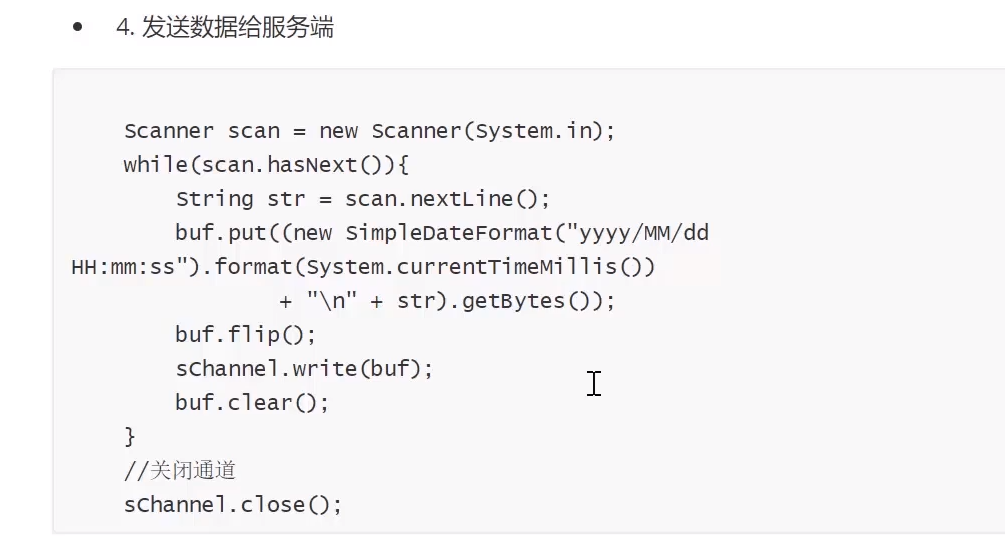 • 4. 发送数据给服务端
Scanner scan = new Scanner(System.in);
while(scan.hasNext()){
String str = scan.nextLine();
buf.put((new SimpleDateFormat("yyyy/MM/dd
HH:mm:ss").format(System.currentTimeMillis())
+ "\n" + str).getBytes());
buf.flip();
sChannel.write(buf);
buf.clear();
}
//关闭通道
sChannel.close();